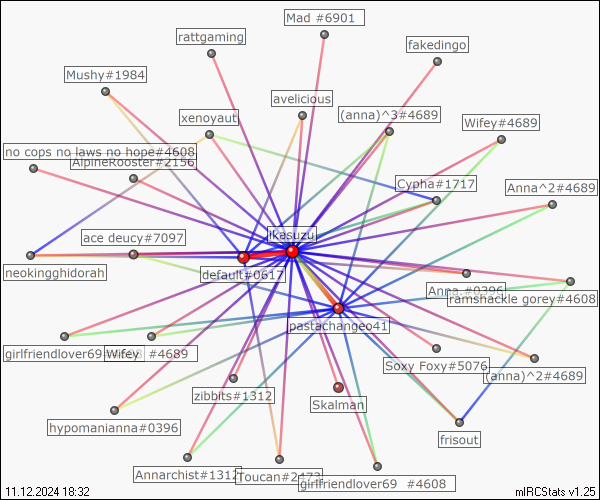 Mad #6901
rattgaming
fakedingo
Mushy#1984
avelicious
(anna)^3#4689
xenoyaut
Wifey#4689
no cops no laws no hope#4608
AlpineRooster#2156
Cypha#1717
Anna^2#4689
ikasuzu
ace deucy#7097
neokingghidorah
default#0617
Anna #0396
ramshackle gorey#4608
pastachangeo41
girlfriendlover69
Wifey #4689
Soxy Foxy#5076
(anna)^2#4689
zibbits#1312
Skalman
hypomanianna#0396
frisout
Annarchist#1312
Toucan#2473
girlfriendlover69 #4608
11.12.2024 18:32
mIRCStats v1.25